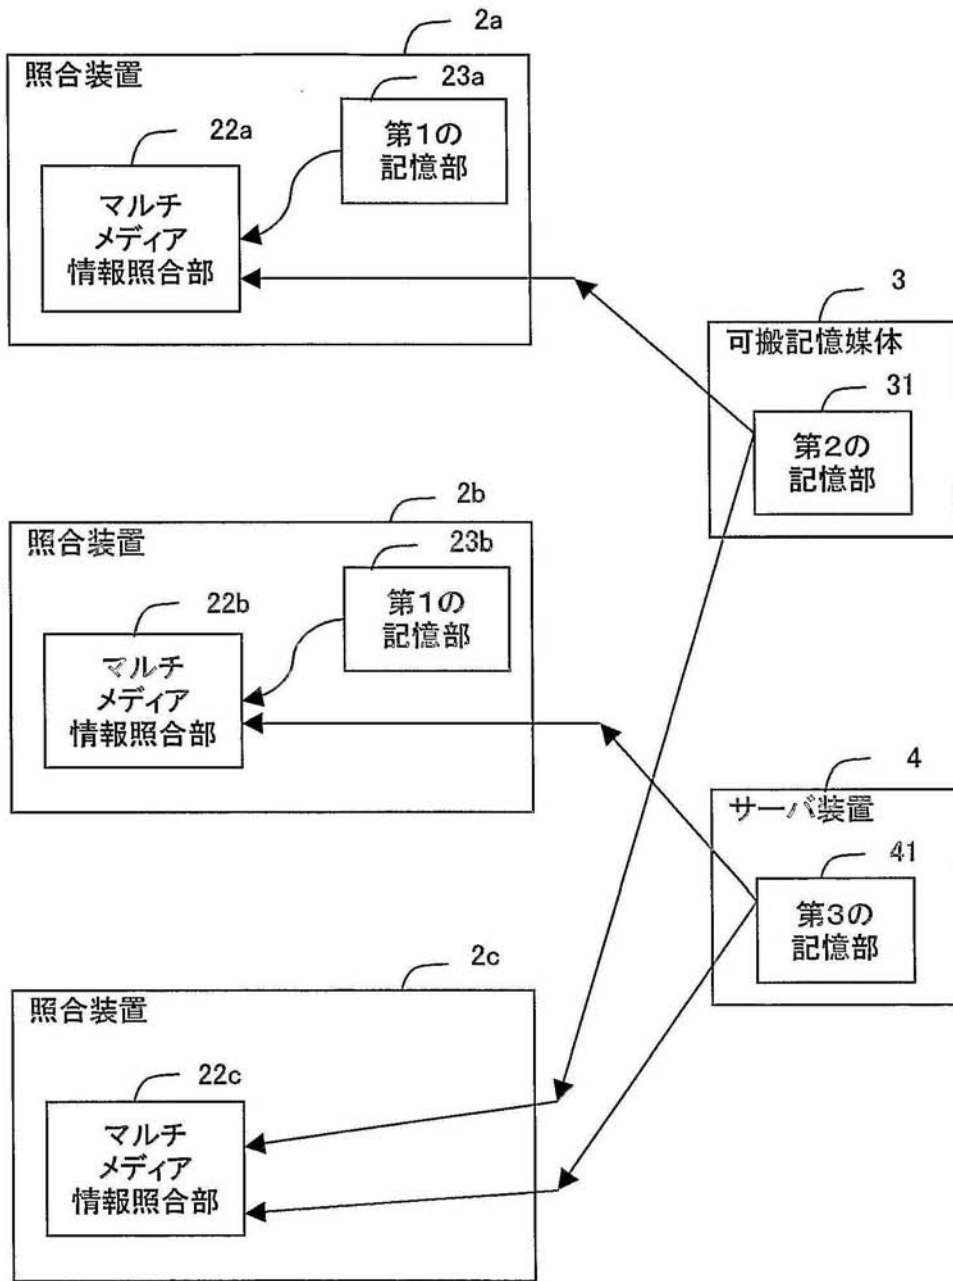 2a
照合装置
23a
第1の
記憶部
22a
マルチ
メディア
情報照合部
3
可搬記憶媒体
31
第2の
記憶部
2b
照合装置
23b
第1の
記憶部
22b
マルチ
メディア
情報照合部
4
サーバ装置
41
第3の
記憶部
2c
照合装置
22c
マルチ
メディア
情報照合部